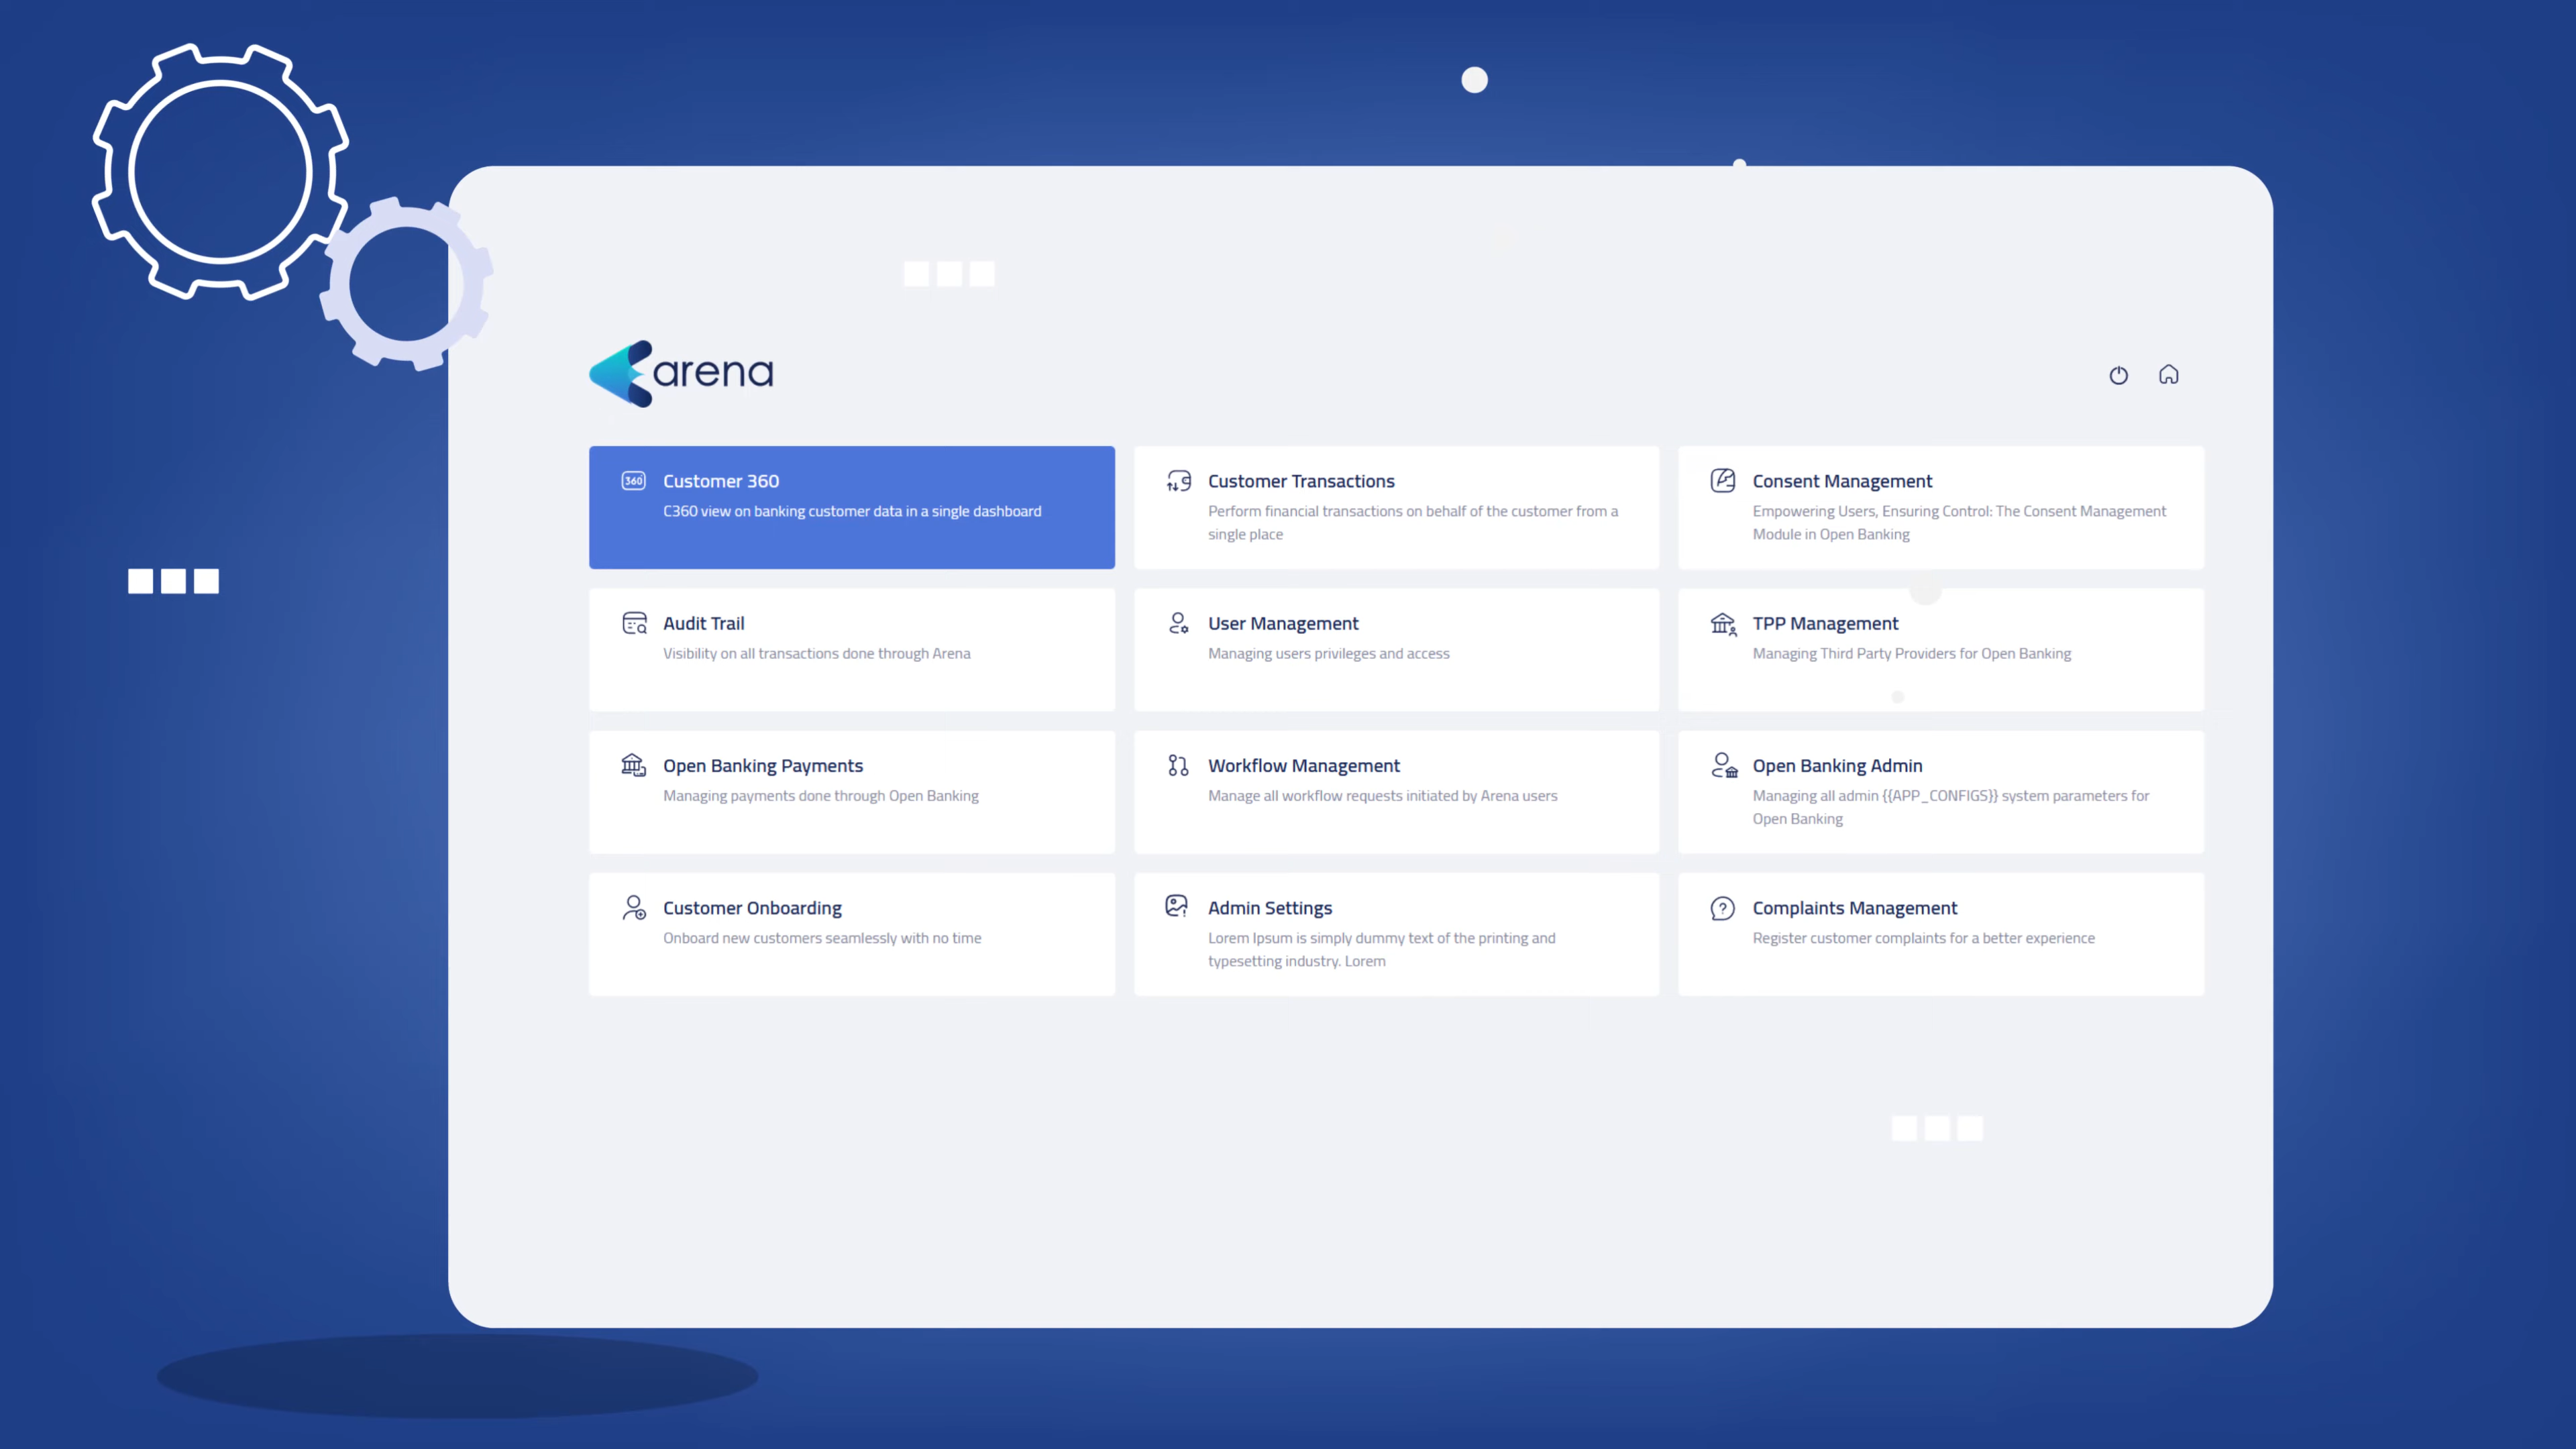 arena
360 Customer 360
C360 view on banking customer data in a single dashboard
Customer Transactions
Perform financial transactions on behalf of the customer from a
single place
Consent Management
Empowering Users, Ensuring Control: The Consent Management
Module in Open Banking
Audit Trail
Visibility on all transactions done through Arena
User Management
Managing users privileges and access
TPP Management
Managing Third Party Providers for Open Banking
Open Banking Payments
Managing payments done through Open Banking
Workflow Management
Manage all workflow requests initiated by Arena users
Open Banking Admin
Managing all admin {{APP_CONFIGS}} system parameters for
Open Banking
Customer Onboarding
Onboard new customers seamlessly with no time
Admin Settings
Lorem Ipsum is simply dummy text of the printing and
typesetting industry. Lorem
Complaints Management
Register customer complaints for a better experience